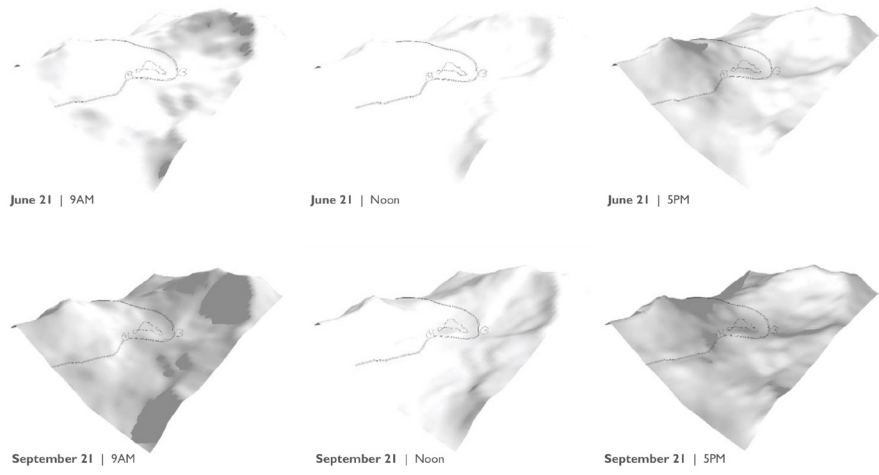 June 21 | 9AM
June 21 | Noon
June 21 | 5PM
September 21 | 9AM
September 21 | Noon
September 21 | 5PM